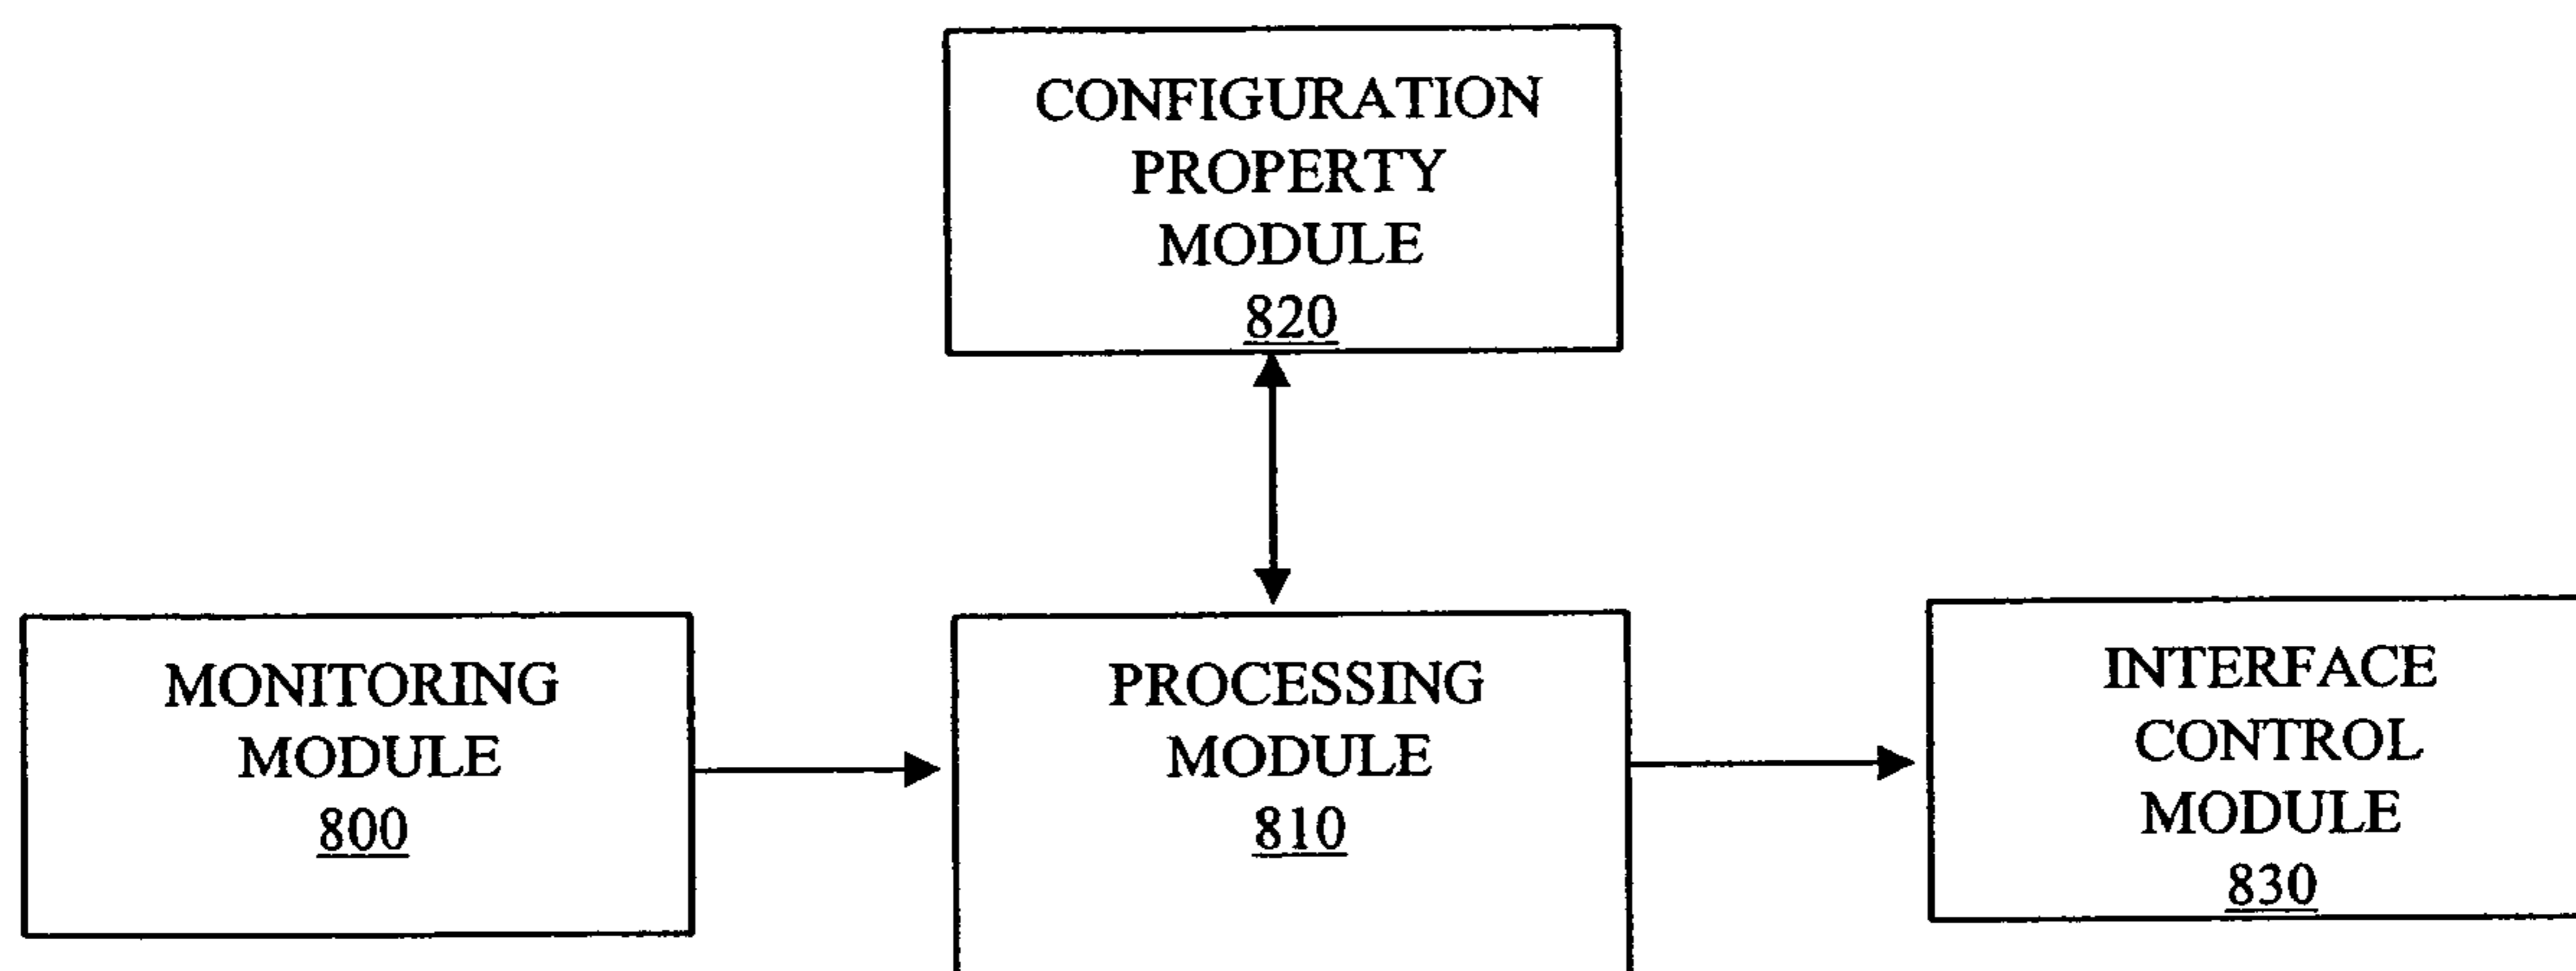 CONFIGURATION
PROPERTY
MODULE
820
MONITORING
MODULE
800
PROCESSING
MODULE
810
INTERFACE
CONTROL
MODULE
830